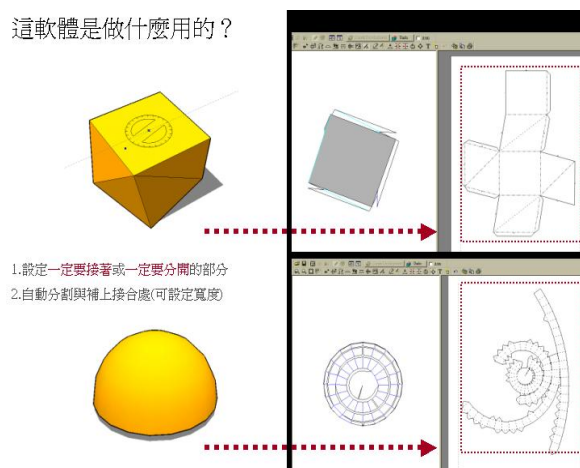 這軟體是做什麼用的？
1.設定一定要接著或一定要分開的部分
2.自動分割與補上接合處(可設定寬度)